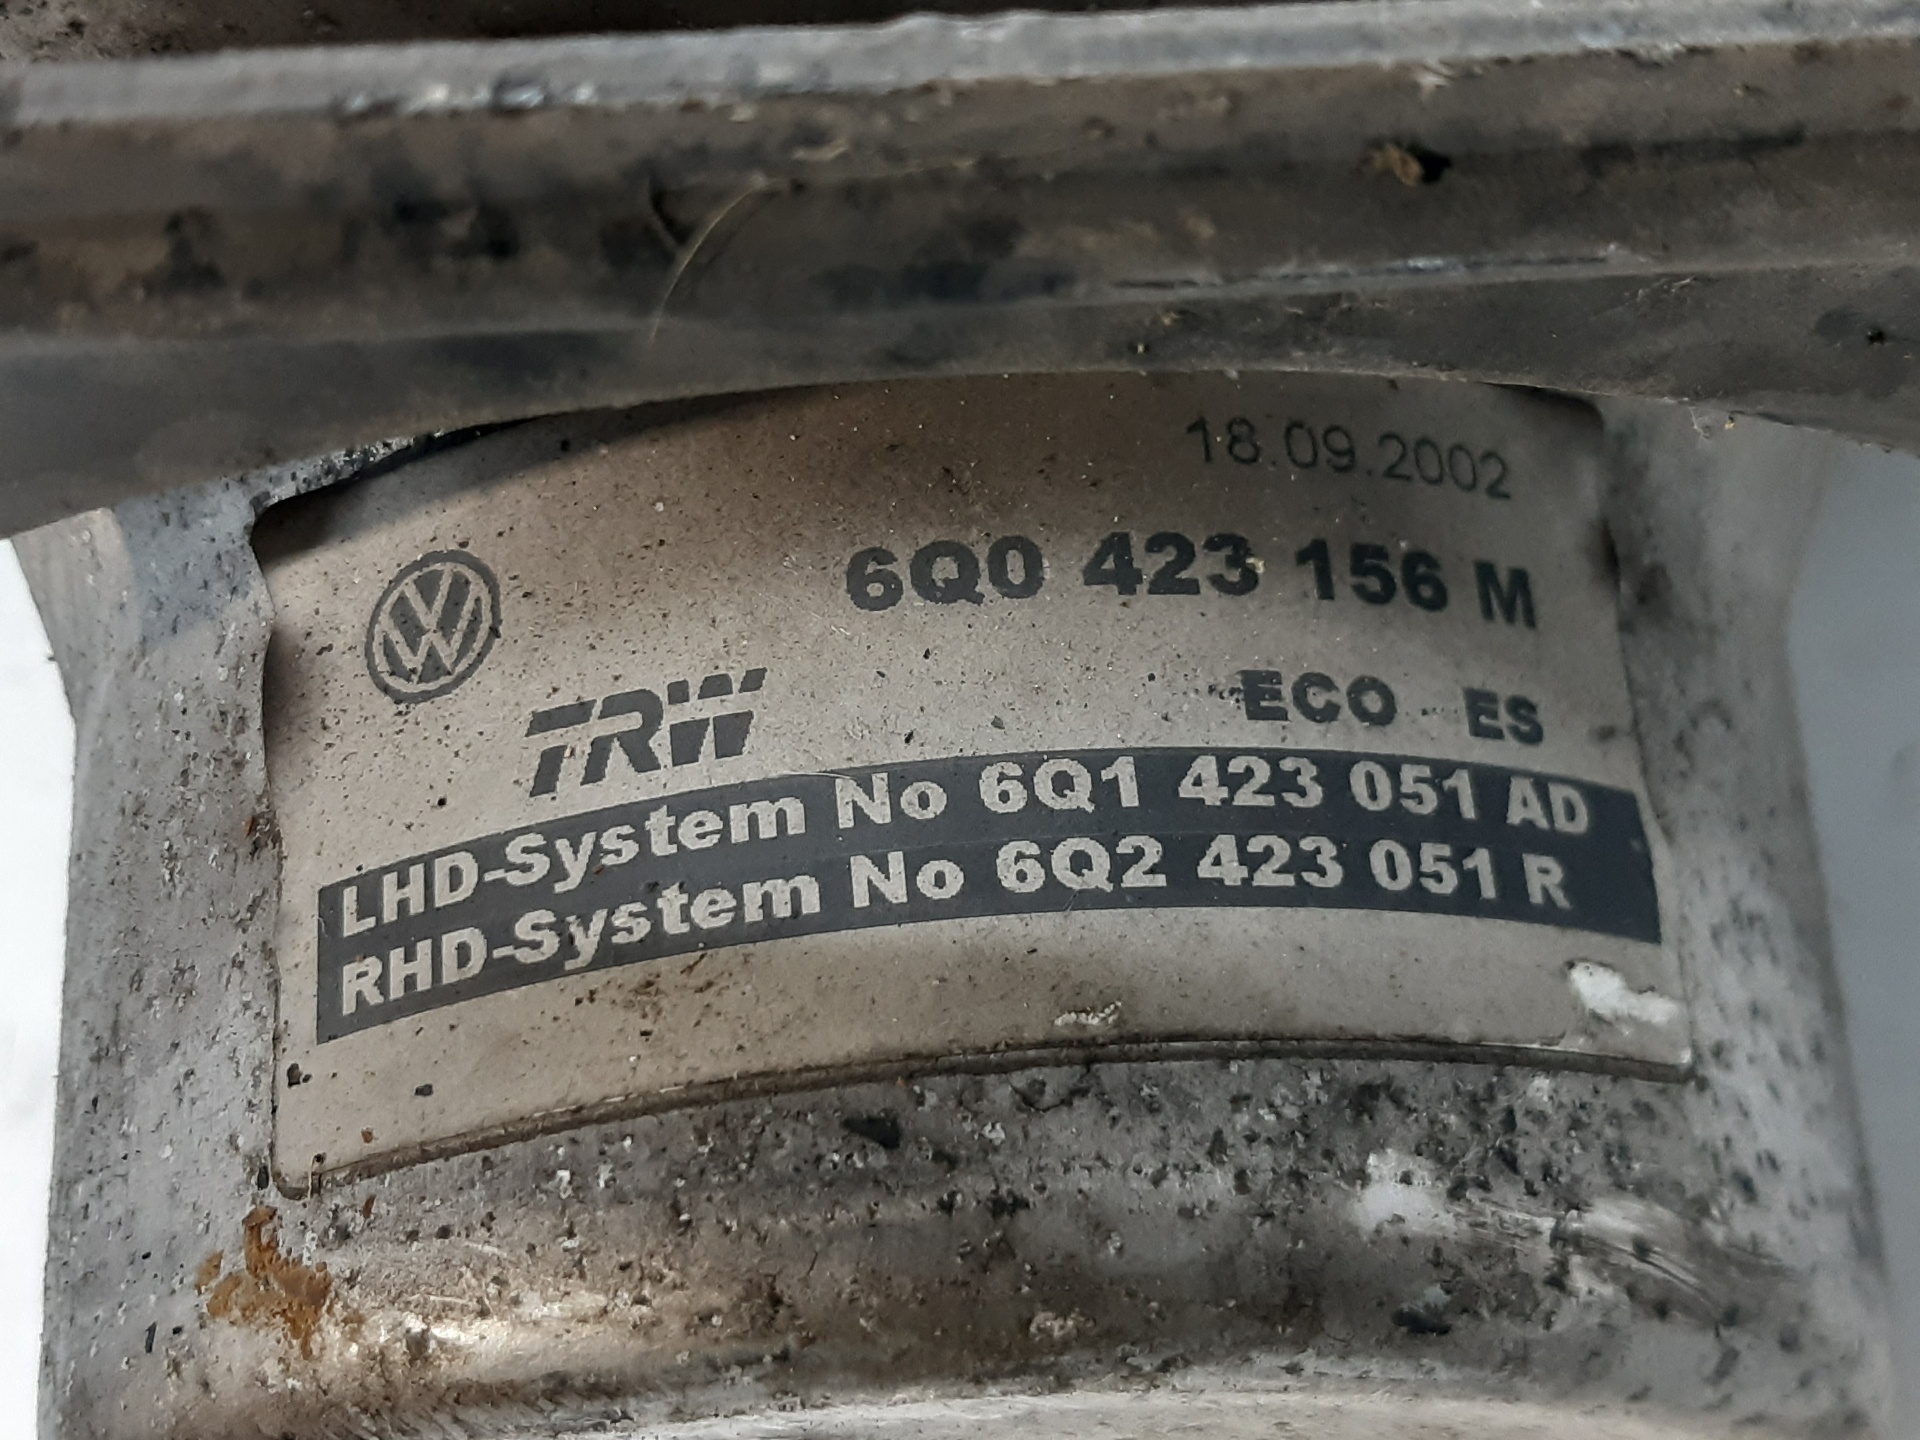 18.09.2002
6Q0 423 156 M
TRW
ECO ES
LHD-System No 6Q1 423 051 AD
RHD-System No 6Q2 423 051 R